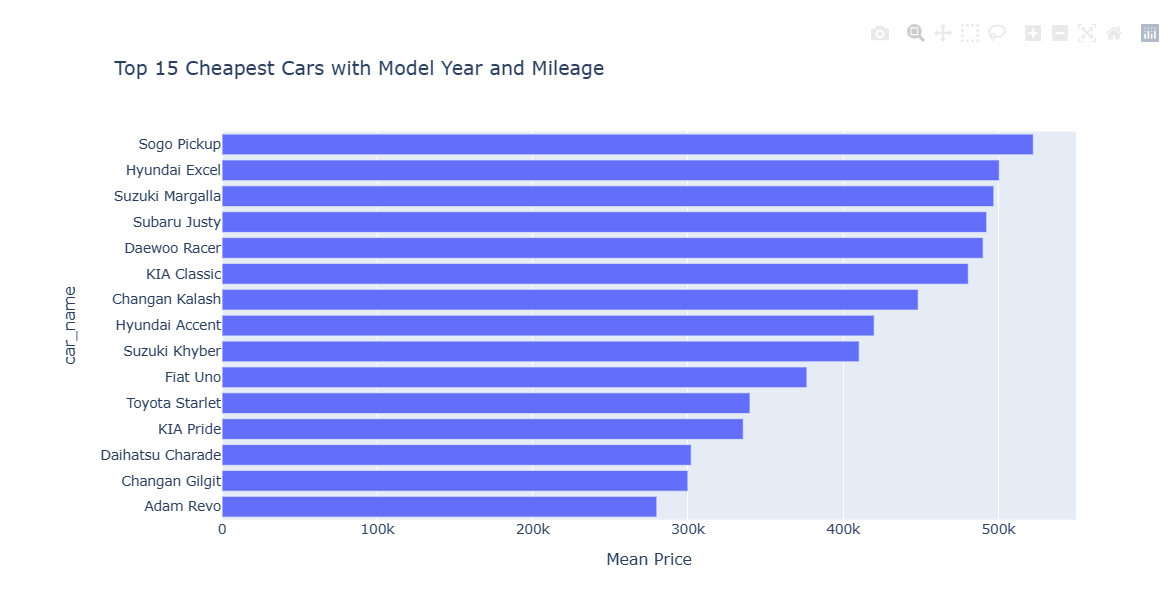 Top 15 Cheapest Cars with Model Year and Mileage
Sogo Pickup
Hyundai Excel
Suzuki Margalla
Subaru Justy
Daewoo Racer
KIA Classic
Changan Kalash
Hyundai Accent
Suzuki Khyber
Fiat Uno
Toyota Starlet
KIA Pride
Daihatsu Charade
Changan Gilgit
Adam Revo
car_name
0 100k 200k 300k 400k 500k
Mean Price